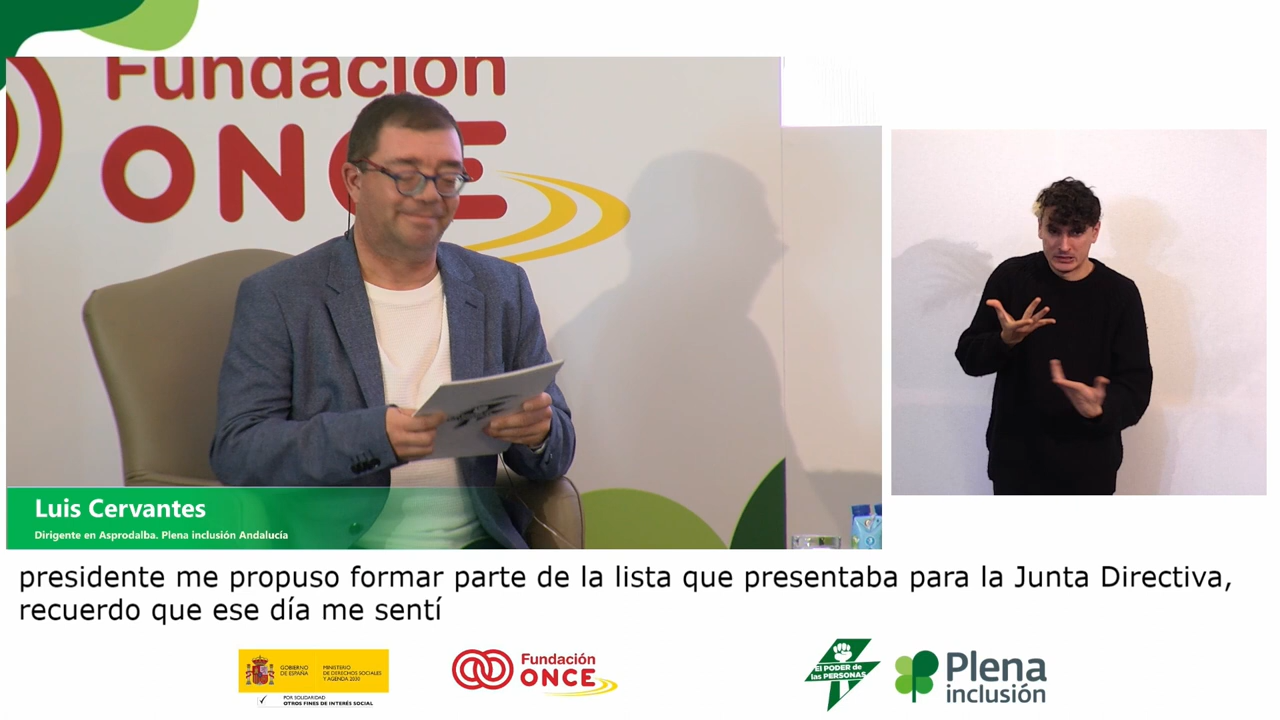 Fundación
ONCE
Luis Cervantes
Dirigente en Asprodalba. Plena inclusión Andalucía
presidente me propuso formar parte de la lista que presentaba para la Junta Directiva,
recuerdo que ese día me sentí
GOBIERNO
DE ESPAÑA
MINISTERIO
DE DERECHOS SOCIALES
Y AGENDA 2030
POR SOLIDARIDAD
OTROS FINES DE INTERÉS SOCIAL
Fundación
ONCE
El PODER de
las PERSONAS
Plena
inclusión